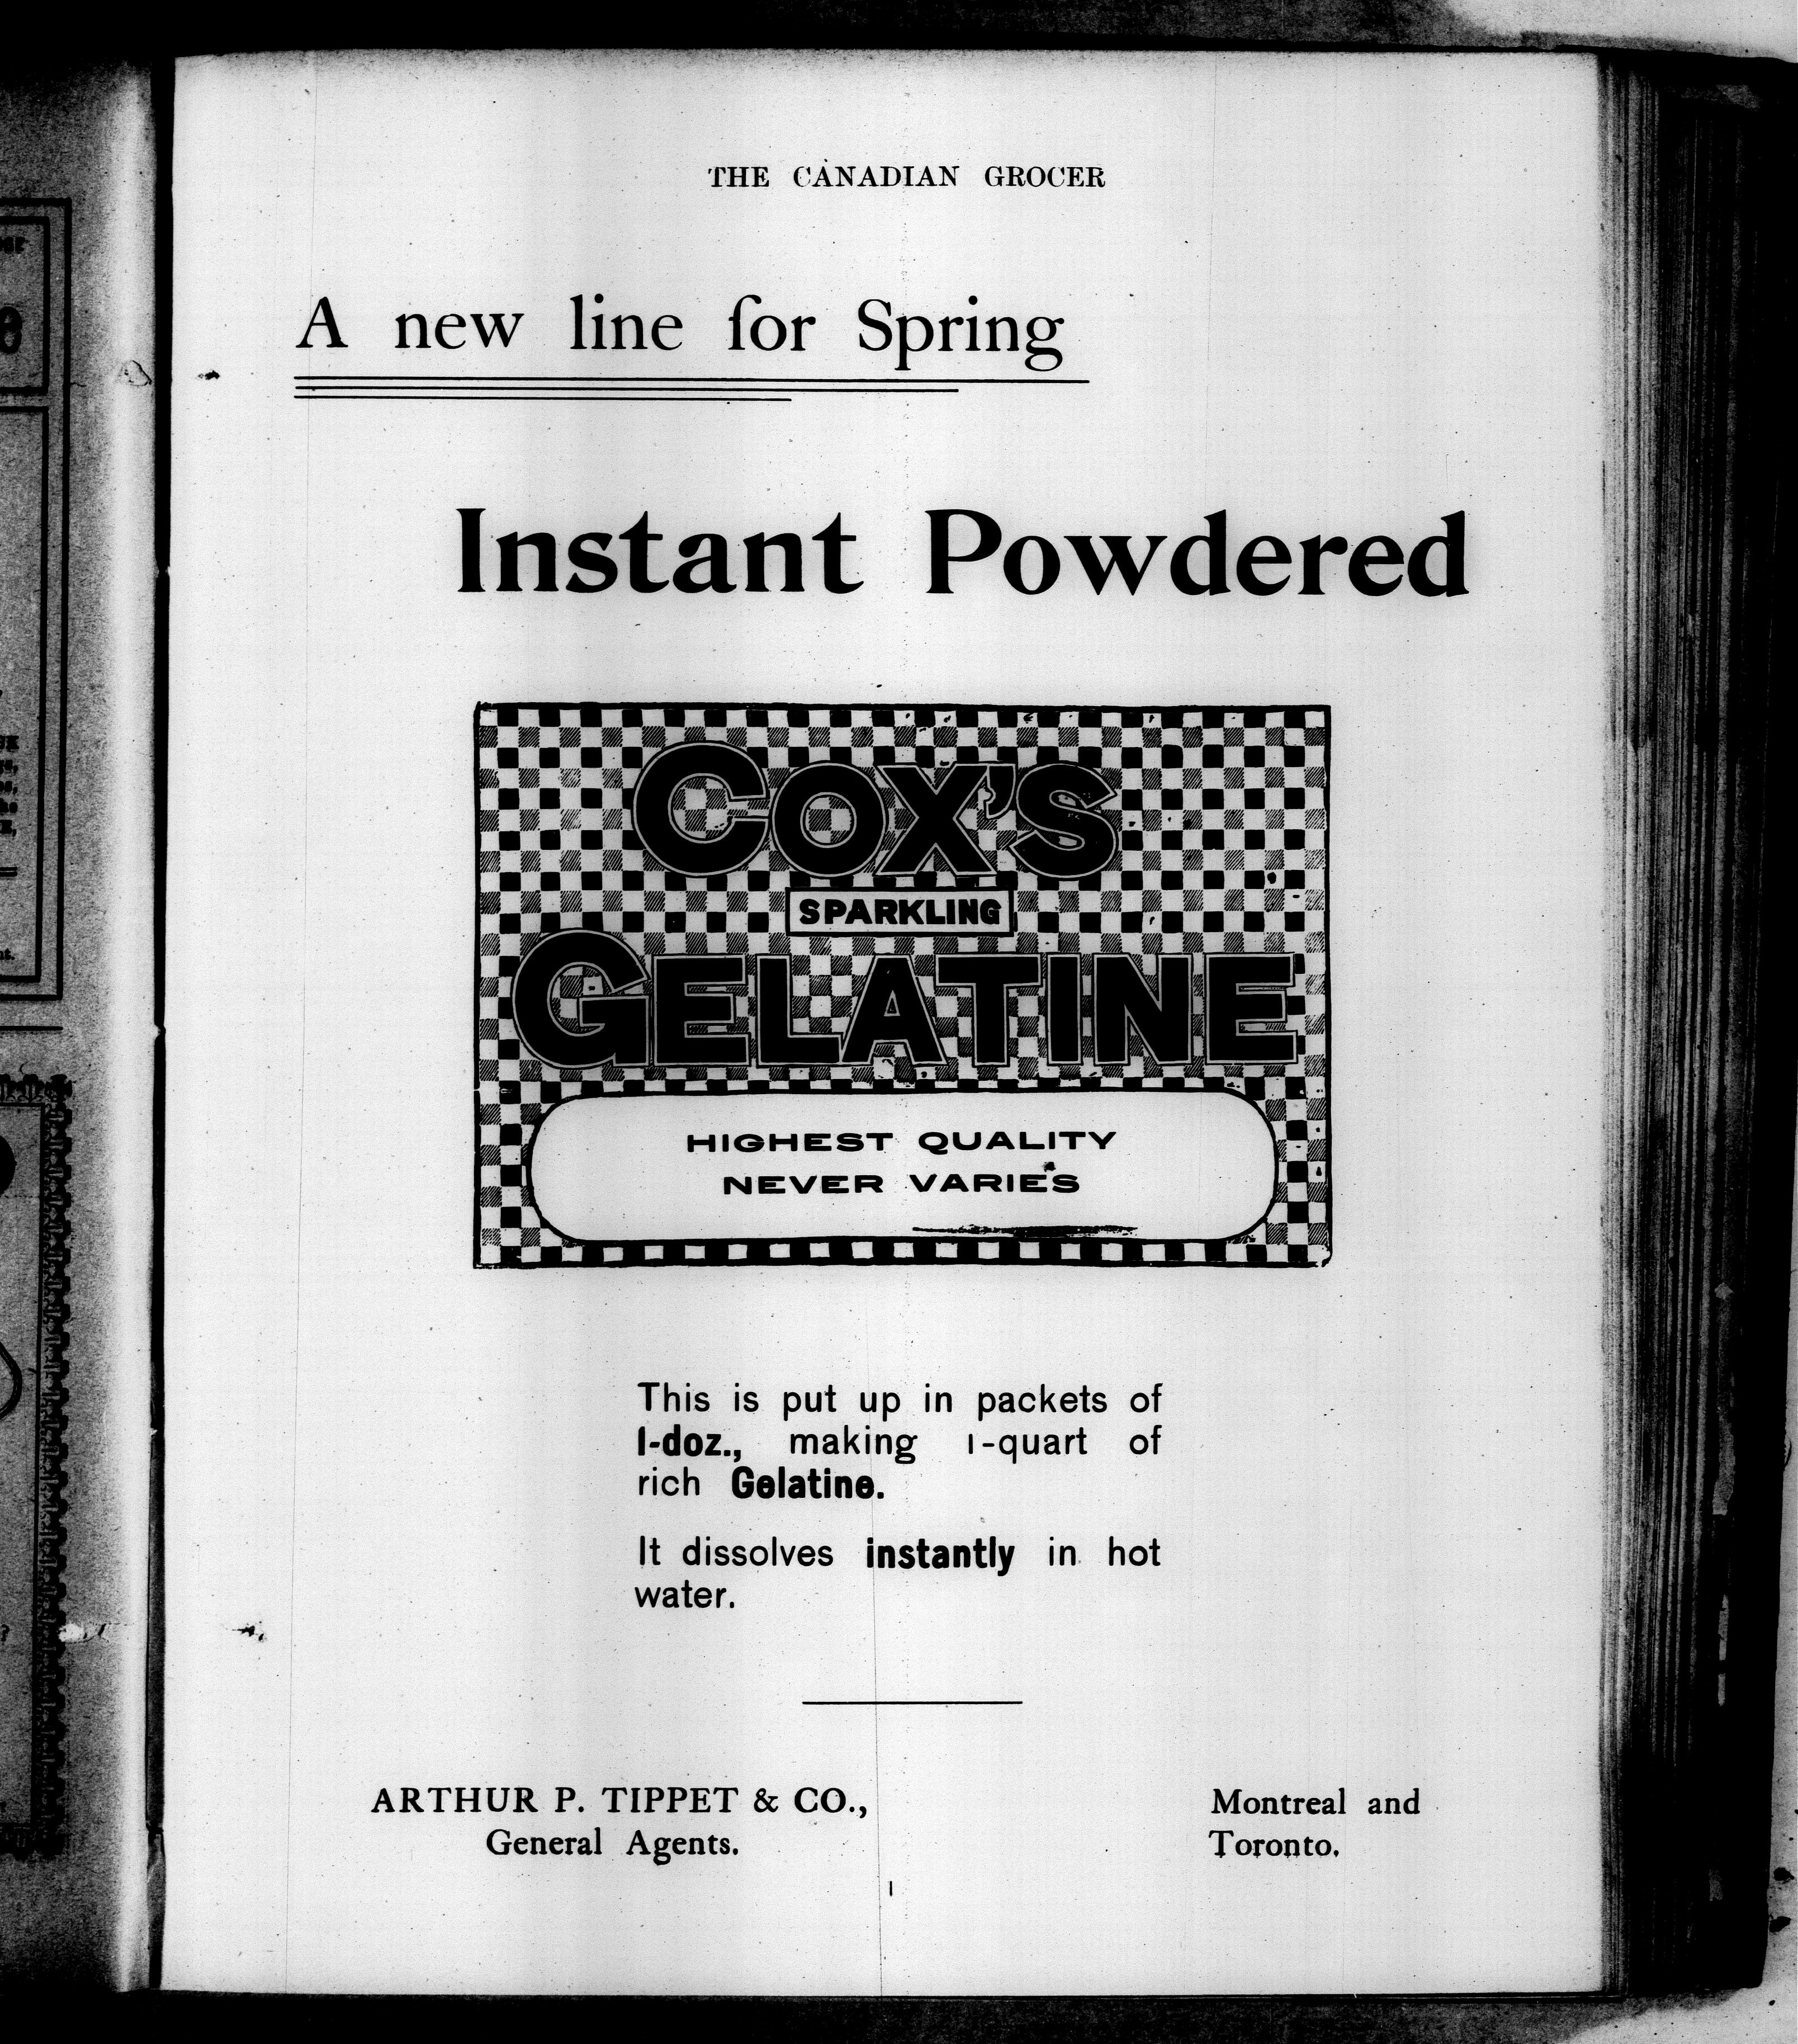 THE CANADIAN GROCER
A new line for Spring
Instant Powdered
COX'S
SPARKLING
GELATINE
HIGHEST QUALITY
NEVER VARIES
This is put up in packets of
1-doz., making 1-quart of
rich Gelatine.
It dissolves instantly in hot
water.
ARTHUR P. TIPPET & CO.,
General Agents.
Montreal and
Toronto.
1